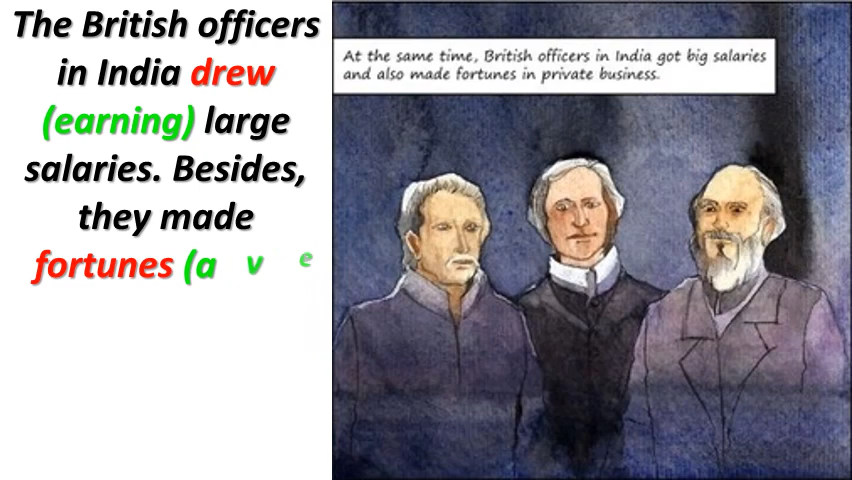 The British officers
in India drew
(earning) large
salaries. Besides,
they made
fortunes (a v e
At the same time, British officers in India got big salaries
and also made fortunes in private business.